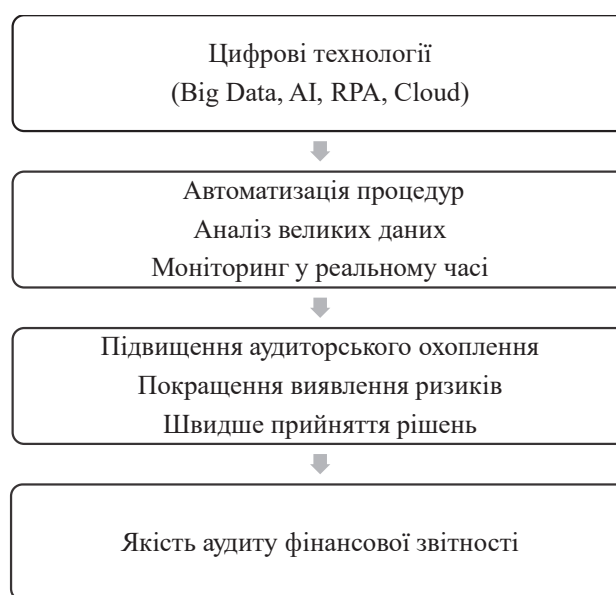 Цифрові технології
(Big Data, AI, RPA, Cloud)
Автоматизація процедур
Аналіз великих даних
Моніторинг у реальному часі
Підвищення аудиторського охоплення
Покращення виявлення ризиків
Швидше прийняття рішень
Якість аудиту фінансової звітності